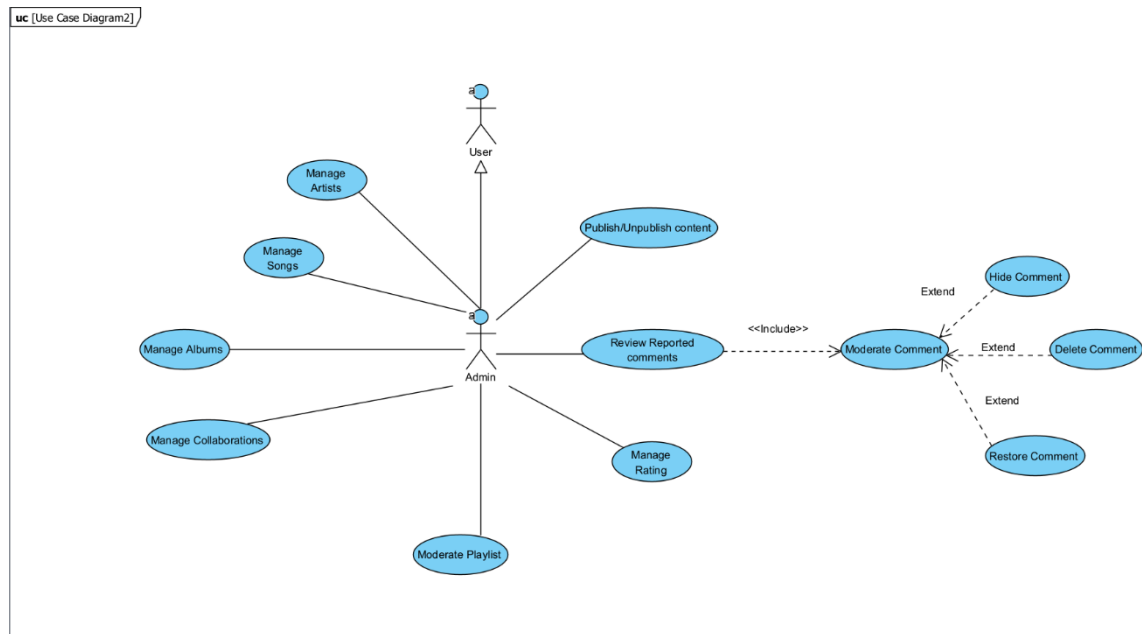 uc [Use Case Diagram2]
a
User
Manage
Artists
Publish/Unpublish content
Manage
Songs
Hide Comment
Extend
a
<<Include>>
Manage Albums
Review Reported
comments
Moderate Comment
Extend
Delete Comment
Admin
Extend
Manage Collaborations
Manage
Rating
Restore Comment
Moderate Playlist